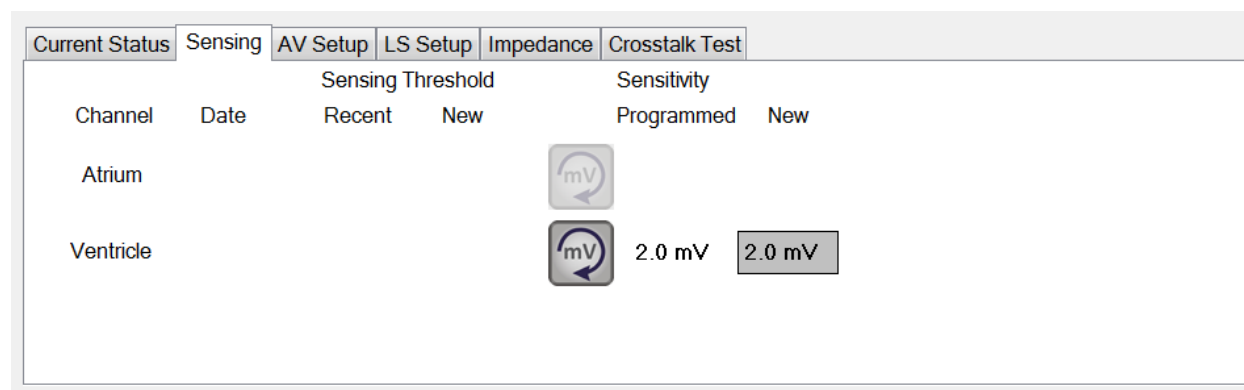 Current Status Sensing AV Setup LS Setup Impedance Crosstalk Test
Sensing Threshold Sensitivity
Channel Date Recent New Programmed New
Atrium mV
Ventricle mV 2.0 mV 2.0 mV